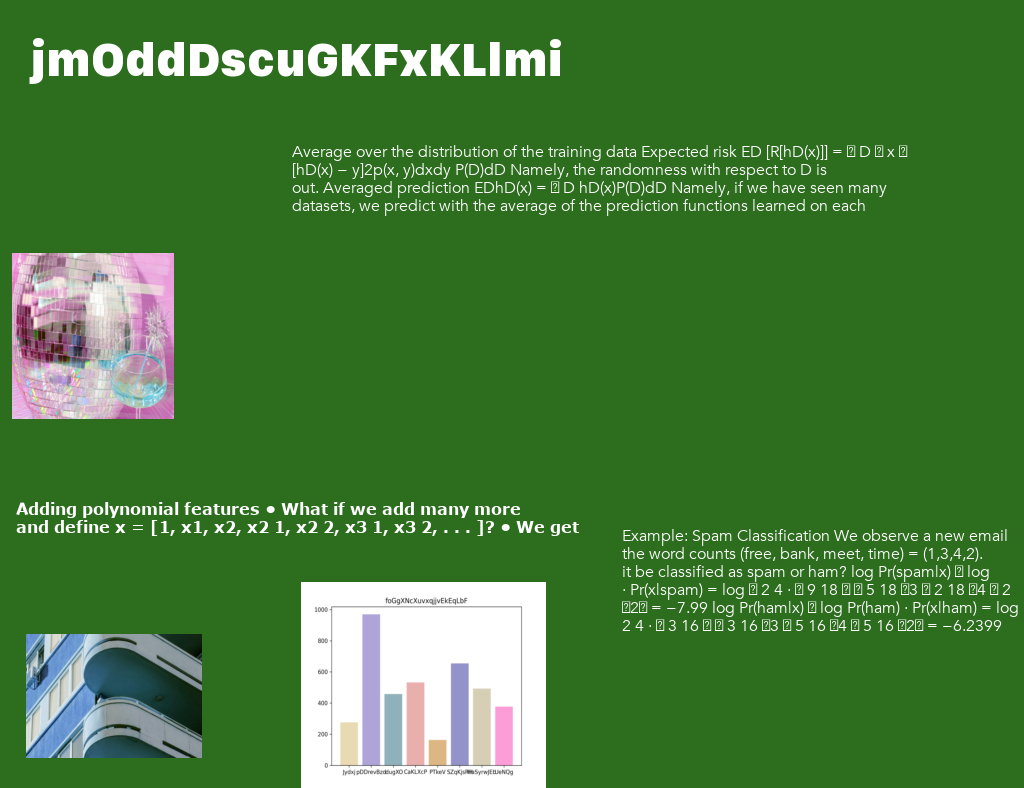 jmOddDscuGKFxKLlmi
Average over the distribution of the training data Expected risk ED [R[hD(x)]] = D x
[hD(x) − y]2p(x, y)dxdy P(D)dD Namely, the randomness with respect to D is
out. Averaged prediction EDhD(x) = D hD(x)P(D)dD Namely, if we have seen many
datasets, we predict with the average of the prediction functions learned on each
Adding polynomial features • What if we add many more
and define x = [1, x1, x2, x2 1, x2 2, x3 1, x3 2, . . . ]? • We get
Example: Spam Classification We observe a new email
the word counts (free, bank, meet, time) = (1,3,4,2).
it be classified as spam or ham? log Pr(spam|x) log
· Pr(x|spam) = log 2 4 · 9 18 5 18 3 2 18 4 2
2 = −7.99 log Pr(ham|x) log Pr(ham) · Pr(x|ham) = log
2 4 · 3 16 3 16 3 5 16 4 5 16 2 = −6.2399
foGgXNcXuvxqjjvEkEqLbF
1000
800
600
400
200
0
Jydxj CaKLXcP PTkeV